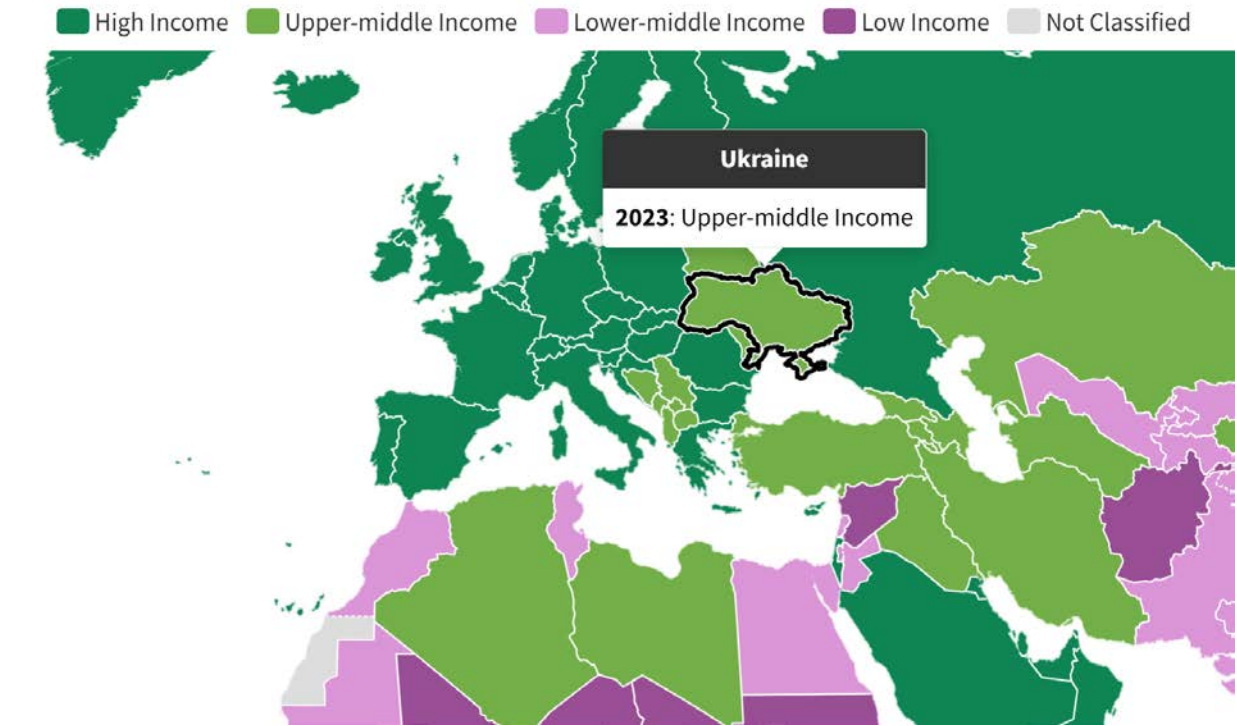 High Income Upper-middle Income Lower-middle Income Low Income Not Classified
Ukraine
2023: Upper-middle Income